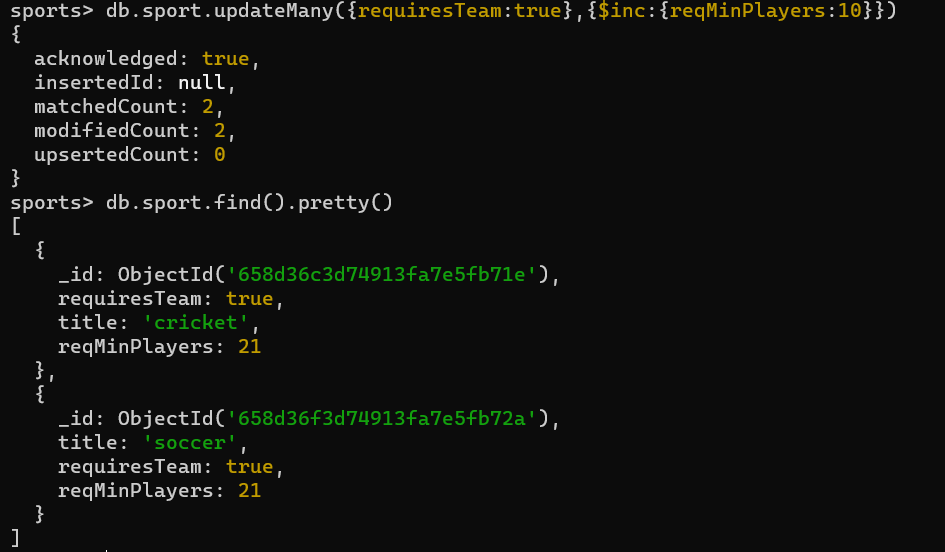 sports> db.sport.updateMany({requiresTeam:true},{$inc:{reqMinPlayers:10}})
{
  acknowledged: true,
  insertedId: null,
  matchedCount: 2,
  modifiedCount: 2,
  upsertedCount: 0
}
sports> db.sport.find().pretty()
[
  {
    _id: ObjectId('658d36c3d74913fa7e5fb71e'),
    requiresTeam: true,
    title: 'cricket',
    reqMinPlayers: 21
  },
  {
    _id: ObjectId('658d36f3d74913fa7e5fb72a'),
    title: 'soccer',
    requiresTeam: true,
    reqMinPlayers: 21
  }
]